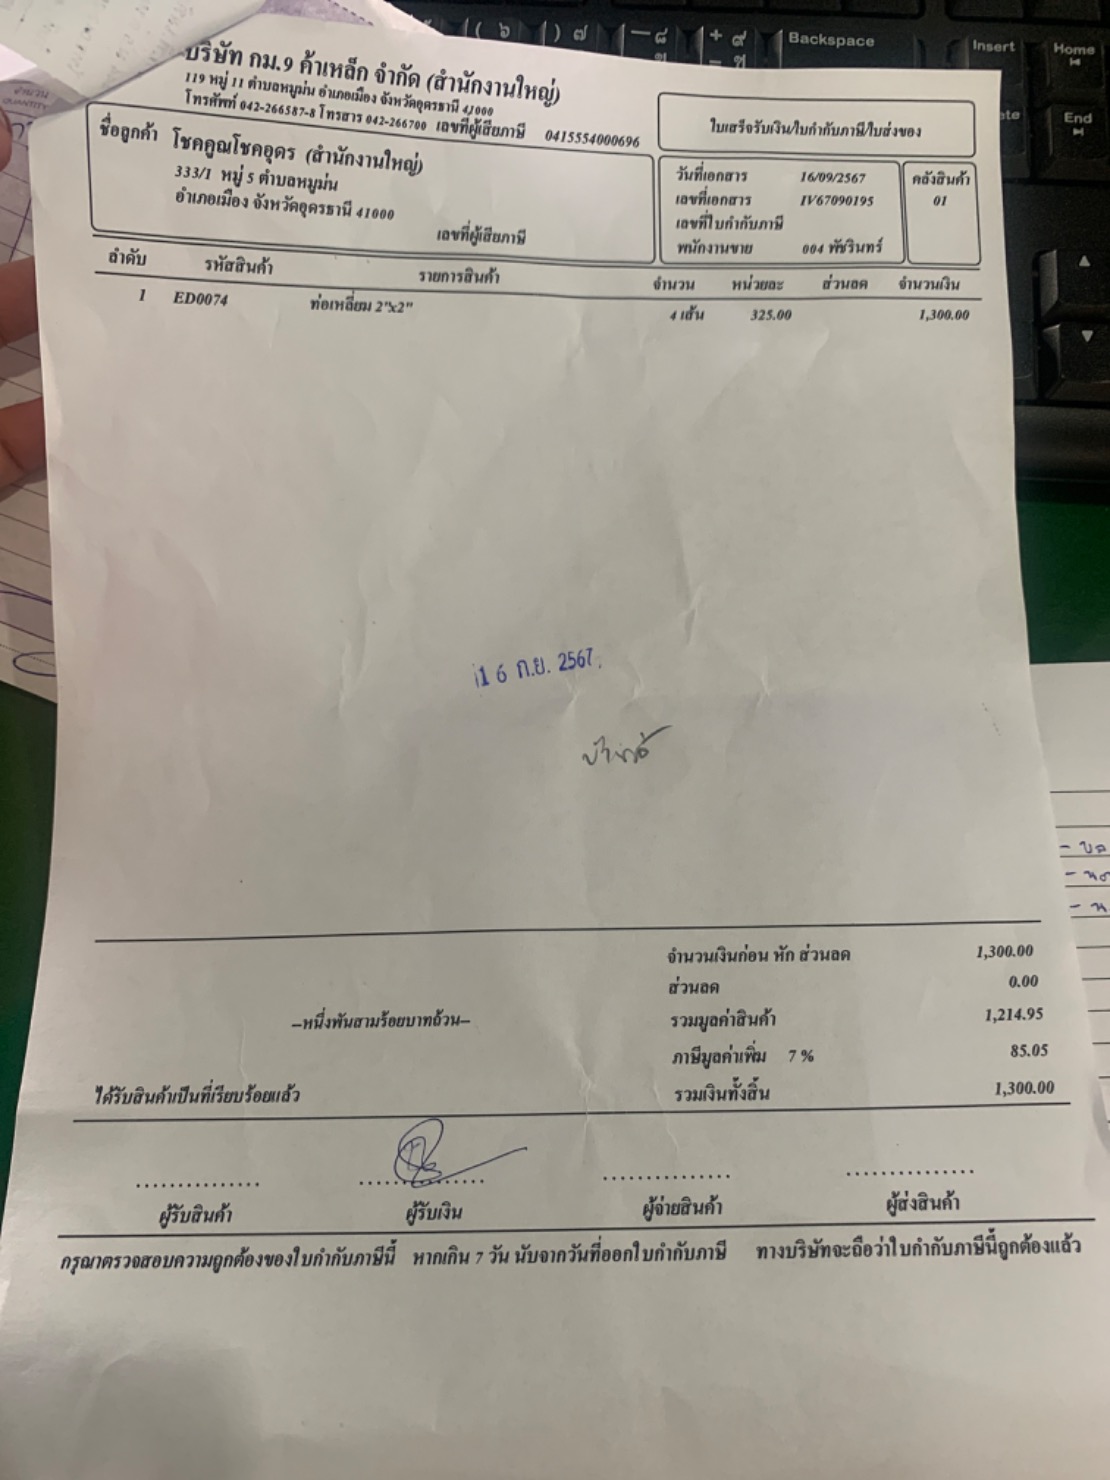 บริษัท กม.9 ค้าเหล็ก จำกัด (สำนักงานใหญ่)
119 หมู่ 11 ตำบลหมูม่น อำเภอเมือง จังหวัดอุดรธานี 41000
โทรศัพท์ 042-266587-8 โทรสาร 042-266700 เลขที่ผู้เสียภาษี 0415554000696
ใบเสร็จรับเงิน/ใบกำกับภาษี/ใบส่งของ
ชื่อลูกค้า โชคคูณโชคอุดร (สำนักงานใหญ่)
333/1 หมู่ 5 ตำบลหมูม่น
อำเภอเมือง จังหวัดอุดรธานี 41000
เลขที่ผู้เสียภาษี
วันที่เอกสาร 16/09/2567
เลขที่เอกสาร IV67090195
เลขที่ใบกำกับภาษี
พนักงานขาย 004 พัชรินทร์
คลังสินค้า
01
ลำดับ รหัสสินค้า รายการสินค้า จำนวน หน่วยละ ส่วนลด จำนวนเงิน
1 ED0074 ท่อเหลี่ยม 2"x2" 4 เส้น 325.00 1,300.00
16 ก.ย. 2567
จำนวนเงินก่อน หัก ส่วนลด 1,300.00
ส่วนลด 0.00
--หนึ่งพันสามร้อยบาทถ้วน-- รวมมูลค่าสินค้า 1,214.95
ภาษีมูลค่าเพิ่ม 7 % 85.05
ได้รับสินค้าเป็นที่เรียบร้อยแล้ว รวมเงินทั้งสิ้น 1,300.00
ผู้รับสินค้า ผู้รับเงิน ผู้จ่ายสินค้า ผู้ส่งสินค้า
กรุณาตรวจสอบความถูกต้องของใบกำกับภาษีนี้ หากเกิน 7 วัน นับจากวันที่ออกใบกำกับภาษี ทางบริษัทจะถือว่าใบกำกับภาษีนี้ถูกต้องแล้ว
Backspace
Insert
Home
End